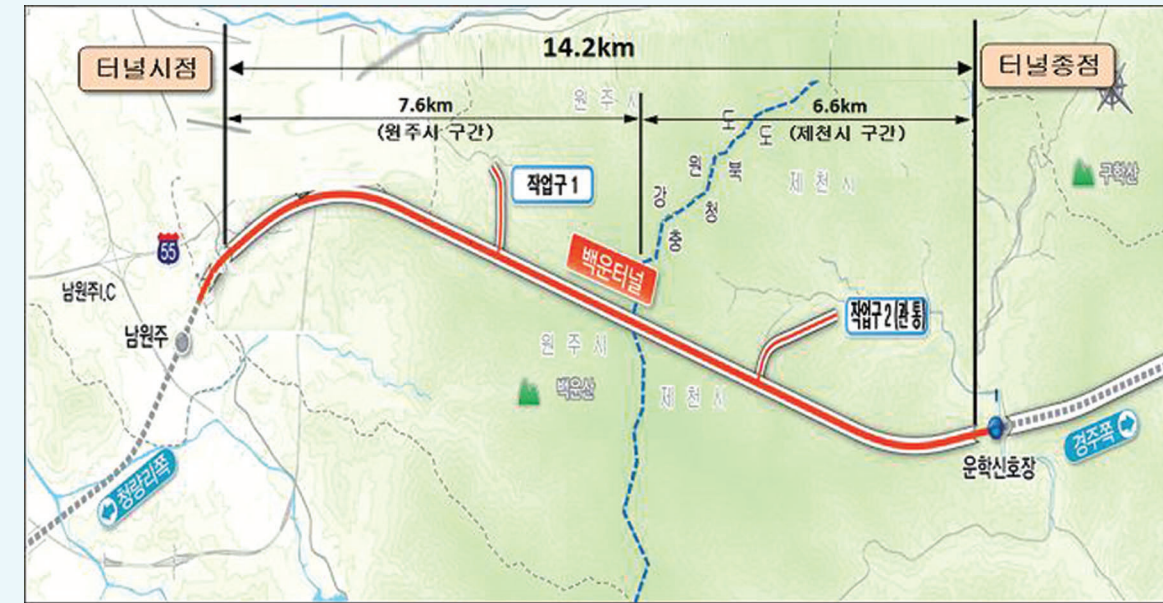 터널시점
14.2km
터널종점
7.6km
(원주시 구간)
6.6km
(제천시 구간)
원주시
도
도
원
북
강
청
충
제천시
구학산
작업구 1
55
백운터널
남원주I.C
남원주
작업구 2 (관통)
원주시
백운산
제천시
운학신호장
경주쪽
청량리쪽